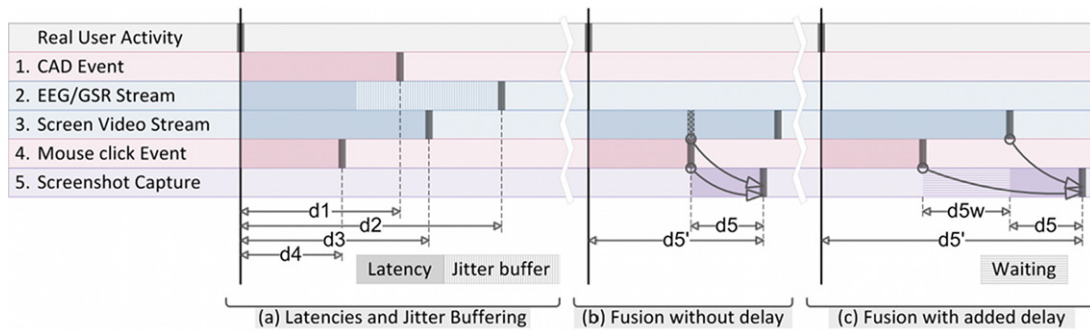 Real User Activity
1. CAD Event
2. EEG/GSR Stream
3. Screen Video Stream
4. Mouse click Event
5. Screenshot Capture
d1
d2
d3
d4
Latency Jitter buffer
(a) Latencies and Jitter Buffering
d5
d5'
(b) Fusion without delay
d5w d5
d5'
Waiting
(c) Fusion with added delay